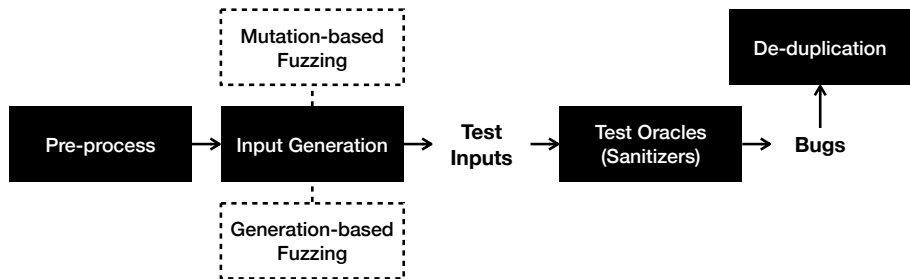 Mutation-based
Fuzzing
De-duplication
Pre-process
Input Generation
Test
Inputs
Test Oracles
(Sanitizers)
Bugs
Generation-based
Fuzzing